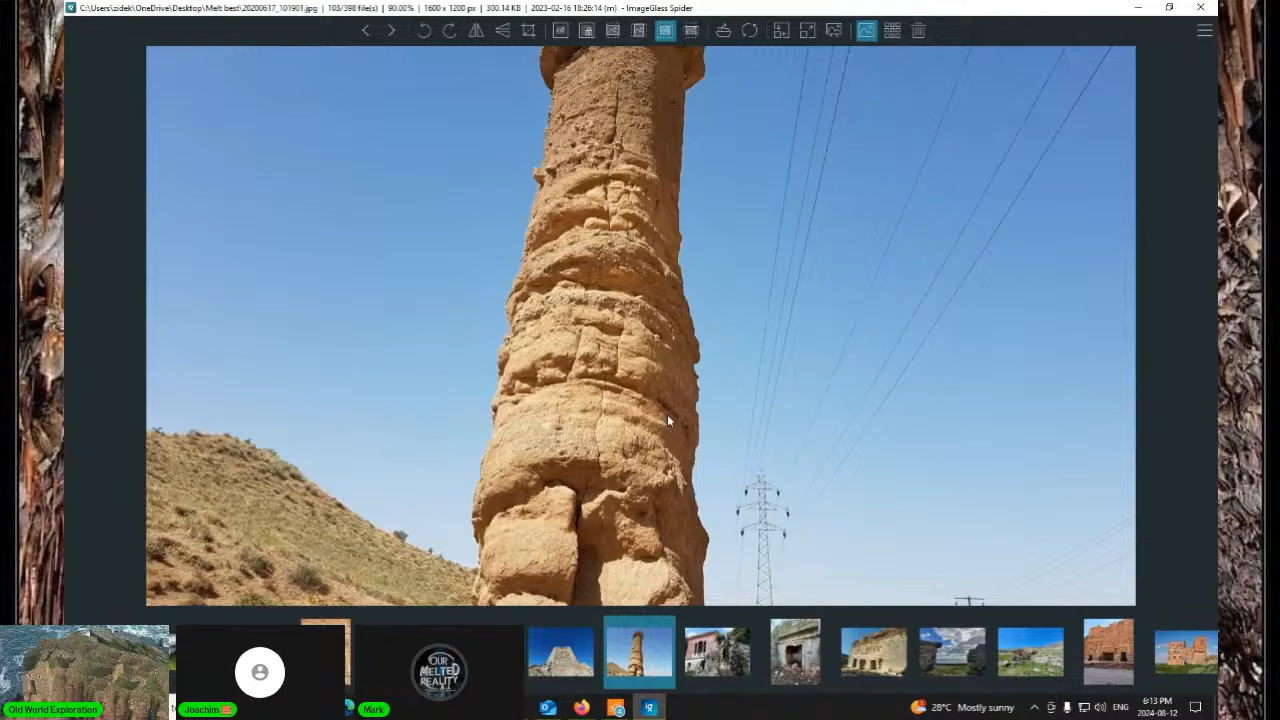 C:\Users\zidek\OneDrive\Desktop\Melt best\20200617_101901.jpg | 103/398 file(s) | 90.00% | 1600 x 1200 px | 300.14 KB | 2023-02-16 18:26:14 (m) - ImageGlass Spider
OUR
MELTED
REALITY
Old World Exploration
Joachim
Mark
4
28°C Mostly sunny
ENG
6:13 PM
2024-08-12